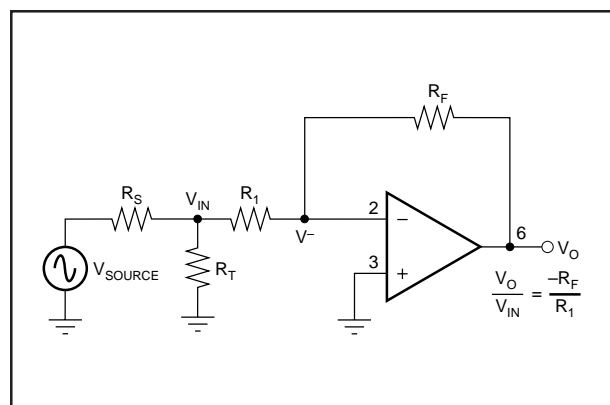 R_F
R_S
V_IN
R_1
2
−
V−
6
V_O
V_SOURCE
R_T
3
+
V_O / V_IN = −R_F / R_1